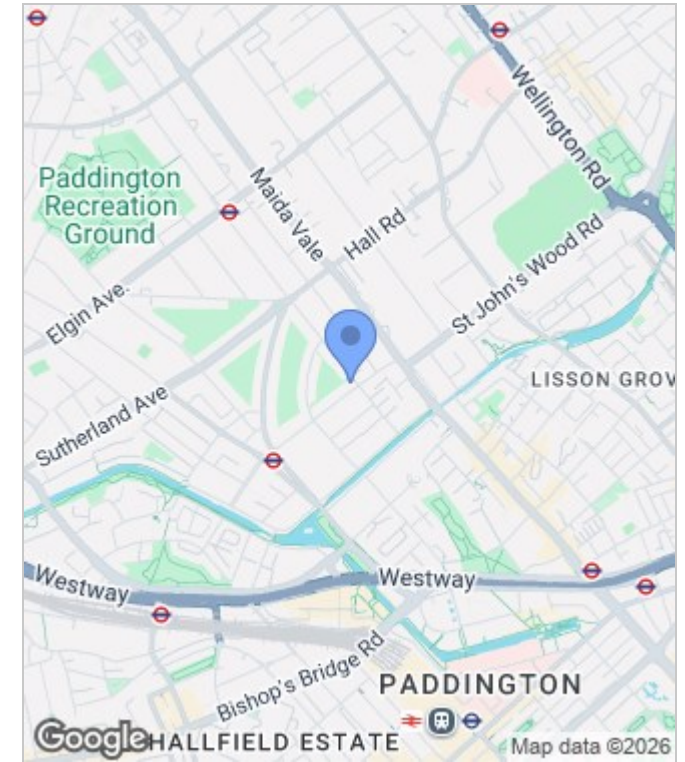 Wellington Rd
Paddington
Recreation
Ground
Maida Vale
Hall Rd
St John's Wood Rd
Elgin Ave.
LISSON GROV
Sutherland Ave
Westway
Westway
Bishop's Bridge Rd
PADDINGTON
HALLFIELD ESTATE
Google
Map data ©2026